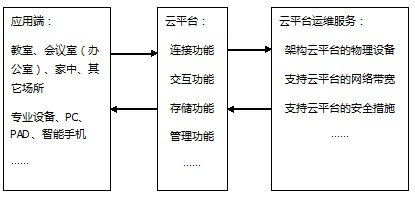 应用端：
教室、会议室（办
公室）、家中、其
它场所
专业设备、PC、
PAD、智能手机
……
云平台：
连接功能
交互功能
存储功能
管理功能
……
云平台运维服务：
架构云平台的物理设备
支持云平台的网络带宽
支持云平台的安全措施
……